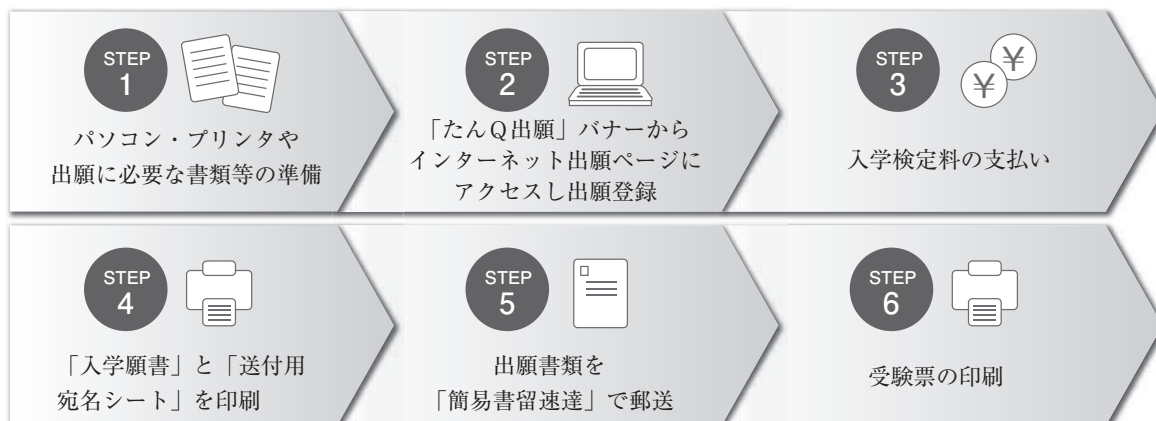 STEP
1
パソコン・プリンタや
出願に必要な書類等の準備
STEP
2
「たんQ出願」バナーから
インターネット出願ページに
アクセスし出願登録
STEP
3
¥
¥
入学検定料の支払い
STEP
4
「入学願書」と「送付用
宛名シート」を印刷
STEP
5
出願書類を
「簡易書留速達」で郵送
STEP
6
受験票の印刷